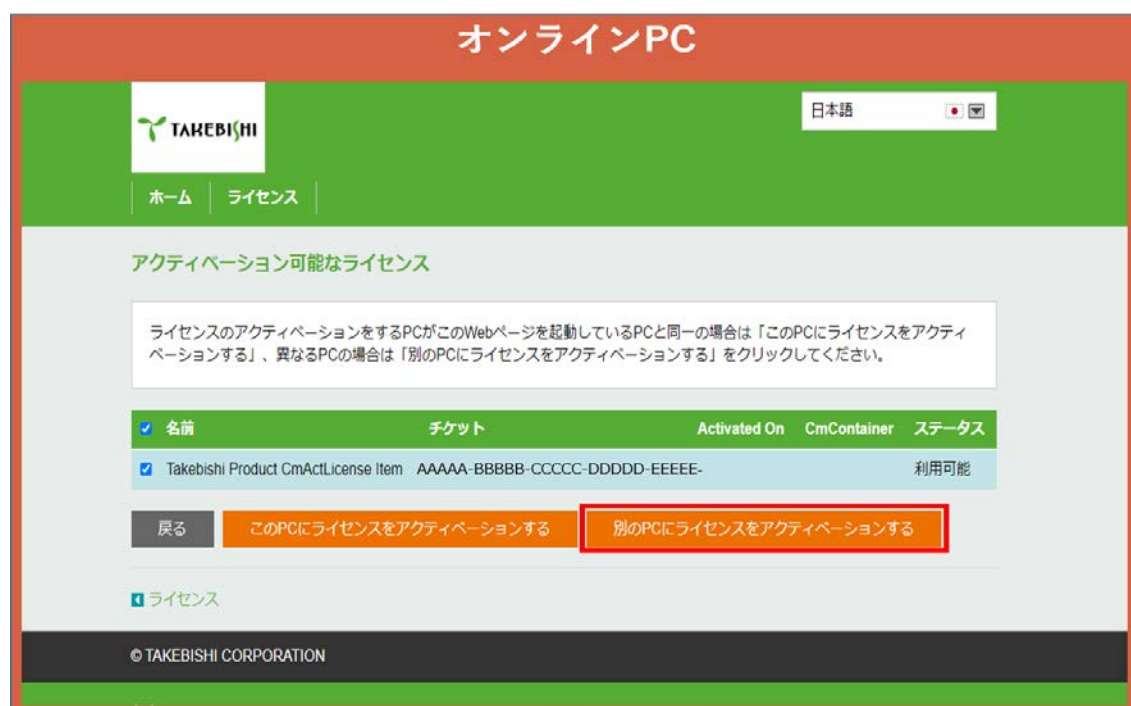 オンラインPC
TAKEBISHI
日本語
ホーム
ライセンス
アクティベーション可能なライセンス
ライセンスのアクティベーションをするPCがこのWebページを起動しているPCと同一の場合は「このPCにライセンスをアクティ
ベーションする」、異なるPCの場合は「別のPCにライセンスをアクティベーションする」をクリックしてください。
名前 チケット Activated On CmContainer ステータス
Takebishi Product CmActLicense Item AAAAA-BBBBB-CCCCC-DDDDD-EEEEE- 利用可能
戻る このPCにライセンスをアクティベーションする 別のPCにライセンスをアクティベーションする
ライセンス
© TAKEBISHI CORPORATION